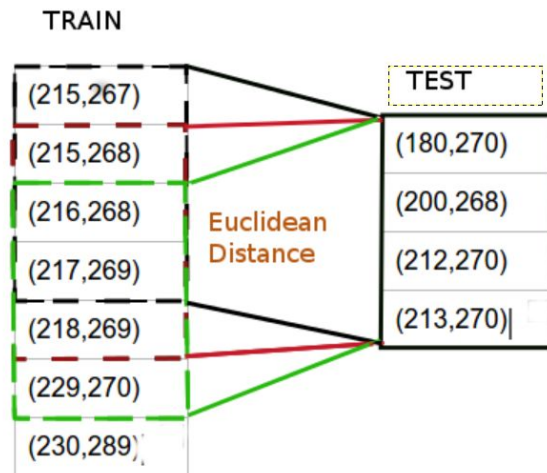 TRAIN
(215,267)
(215,268)
(216,268)
(217,269)
(218,269)
(229,270)
(230,289)
Euclidean
Distance
TEST
(180,270)
(200,268)
(212,270)
(213,270)